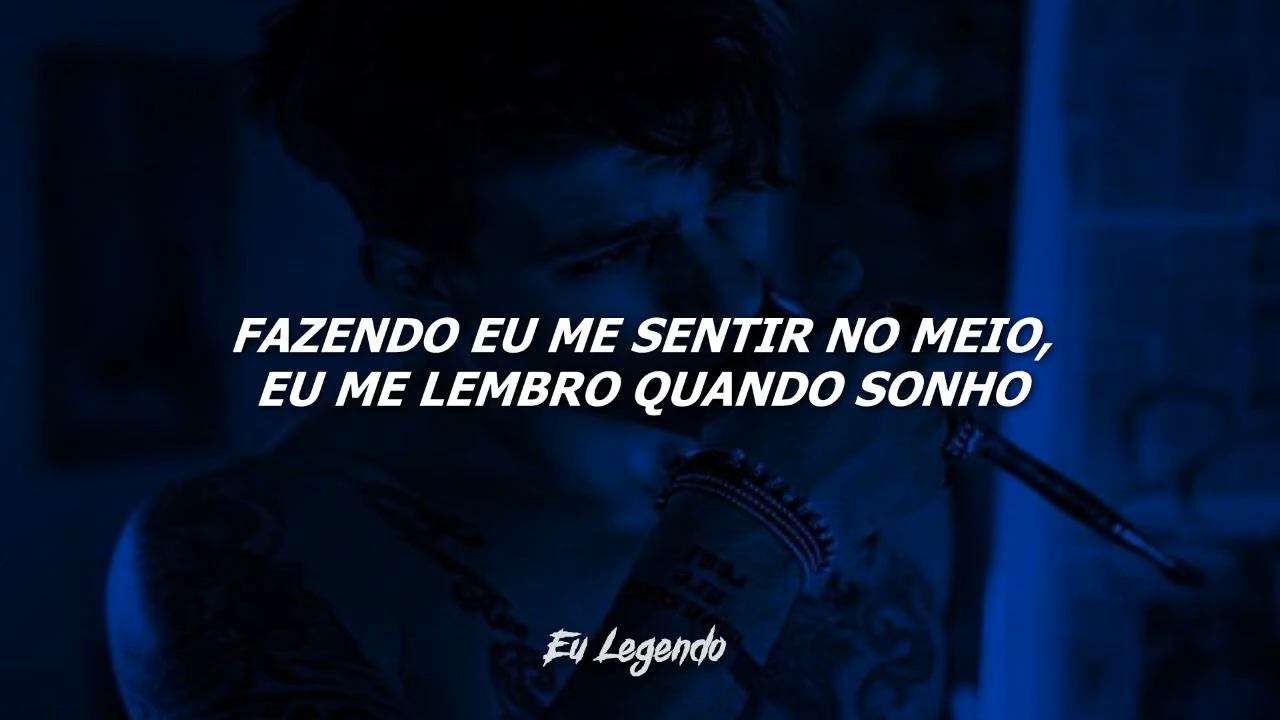 FAZENDO EU ME SENTIR NO MEIO,
EU ME LEMBRO QUANDO SONHO
Eu Legendo